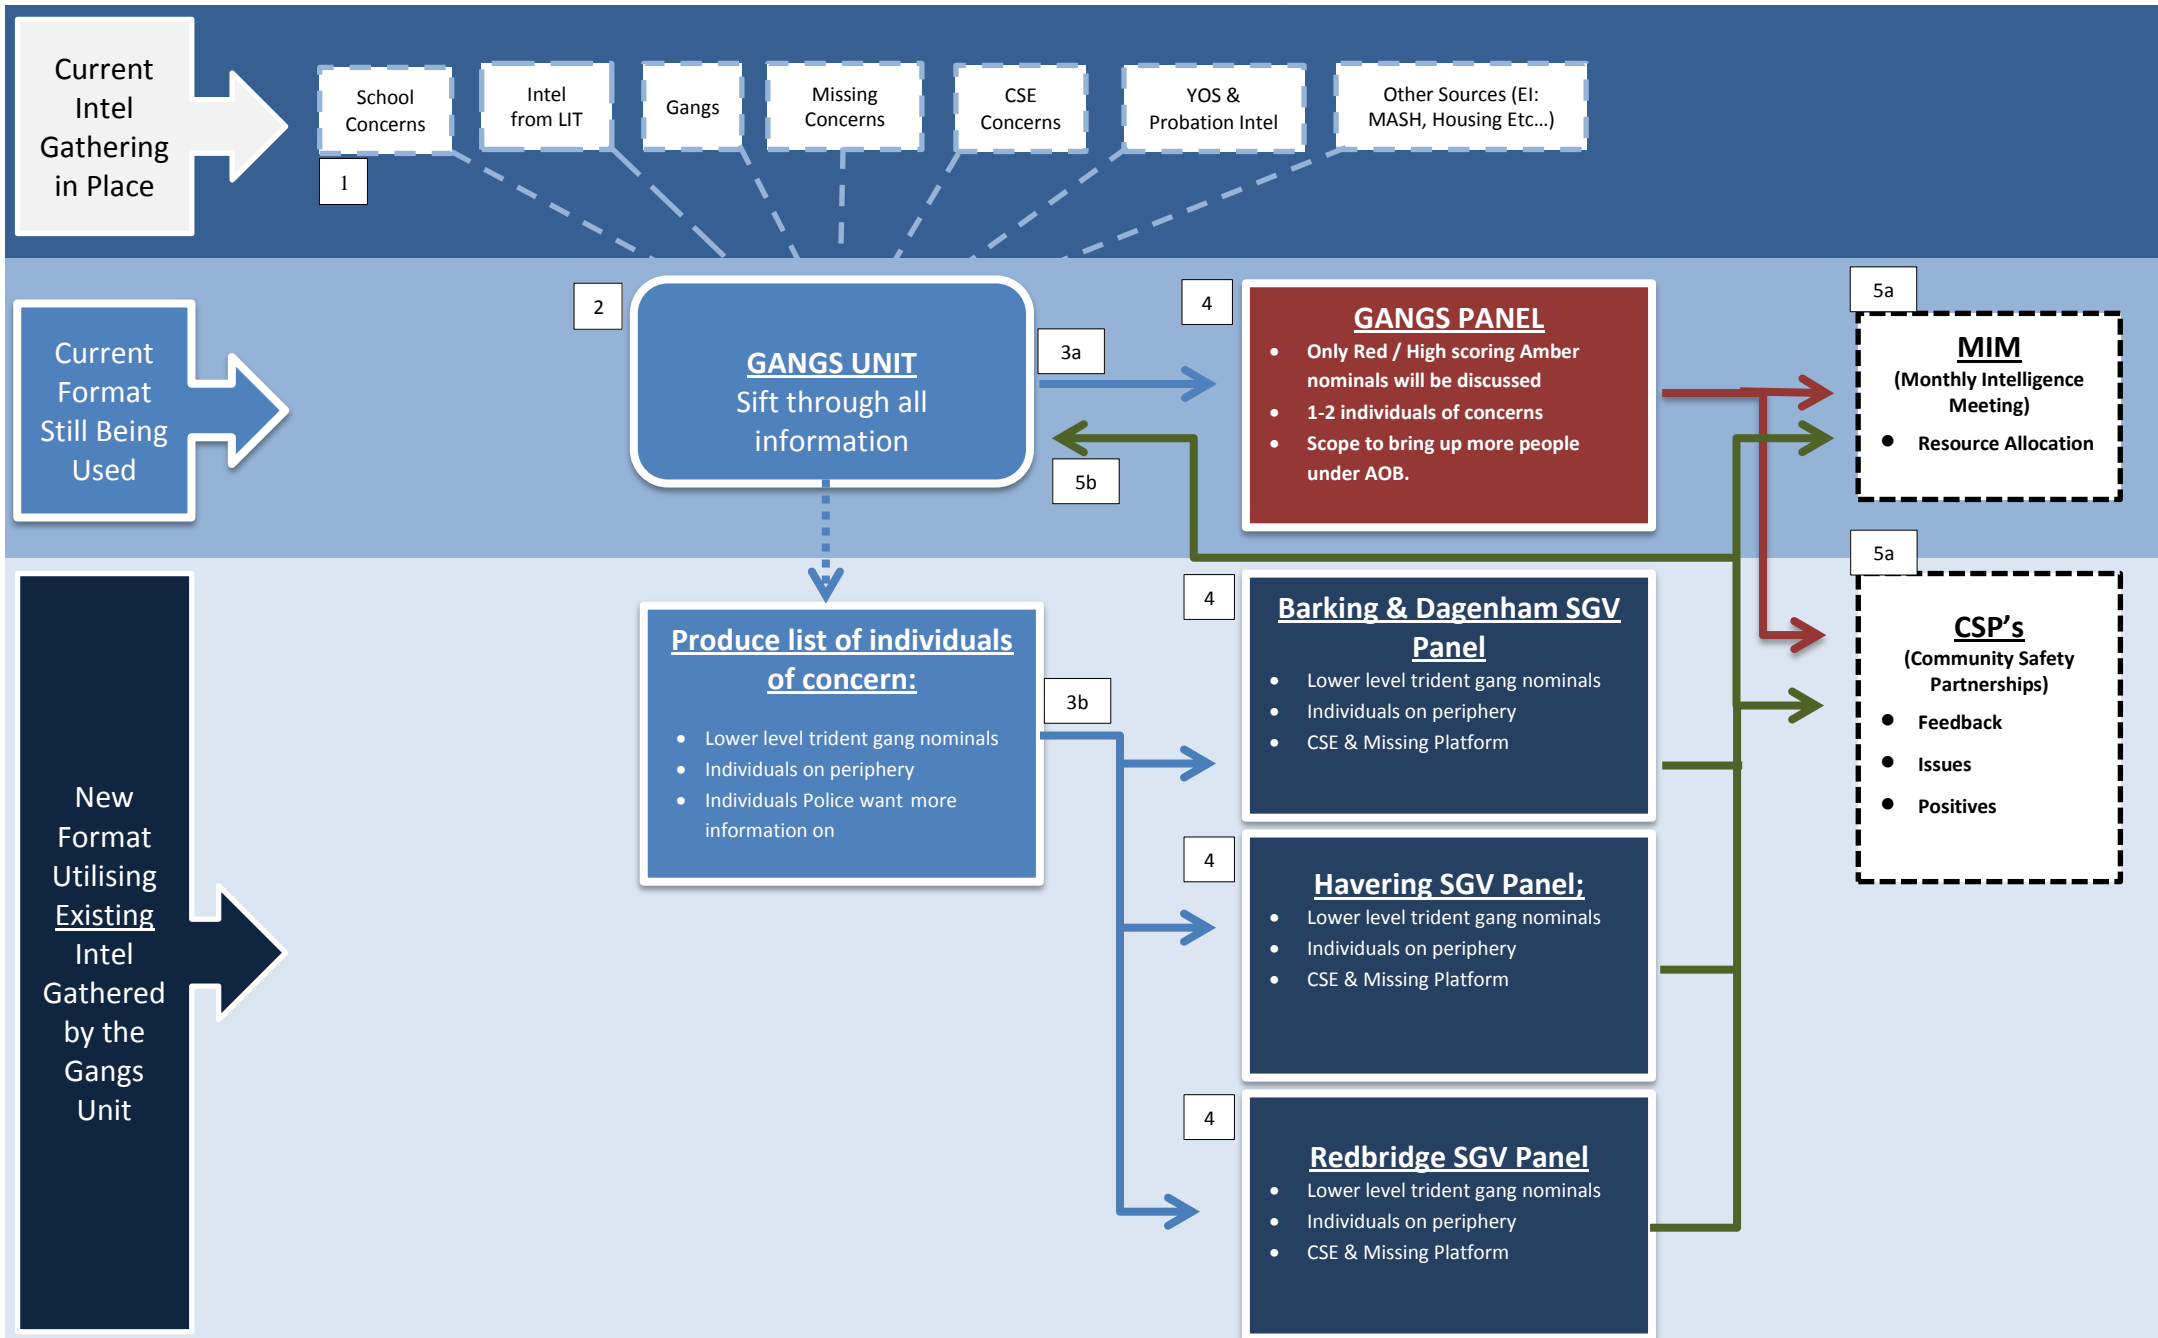 Current
Intel
Gathering
in Place
School
Concerns
Intel
from LIT
Gangs
Missing
Concerns
CSE
Concerns
YOS &
Probation Intel
Other Sources (EI:
MASH, Housing Etc...)
1
Current
Format
Still Being
Used
2
GANGS UNIT
Sift through all
information
3a
5b
4
GANGS PANEL
• Only Red / High scoring Amber
nominals will be discussed
• 1-2 individuals of concerns
• Scope to bring up more people
under AOB.
5a
MIM
(Monthly Intelligence
Meeting)
• Resource Allocation
New
Format
Utilising
Existing
Intel
Gathered
by the
Gangs
Unit
Produce list of individuals
of concern:
• Lower level trident gang nominals
• Individuals on periphery
• Individuals Police want more
information on
3b
4
Barking & Dagenham SGV
Panel
• Lower level trident gang nominals
• Individuals on periphery
• CSE & Missing Platform
4
Havering SGV Panel;
• Lower level trident gang nominals
• Individuals on periphery
• CSE & Missing Platform
4
Redbridge SGV Panel
• Lower level trident gang nominals
• Individuals on periphery
• CSE & Missing Platform
5a
CSP's
(Community Safety
Partnerships)
• Feedback
• Issues
• Positives